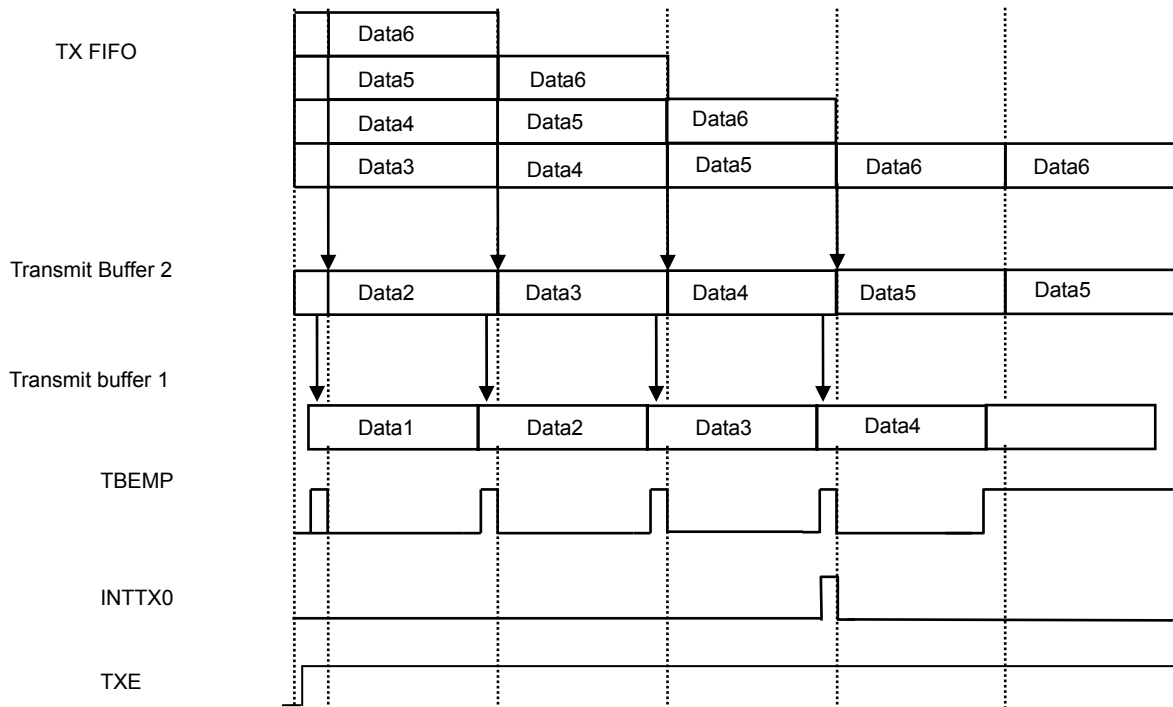 Data6
TX FIFO
Data5 Data6
Data4 Data5 Data6
Data3 Data4 Data5 Data6 Data6
Transmit Buffer 2
Data2 Data3 Data4 Data5 Data5
Transmit buffer 1
Data1 Data2 Data3 Data4
TBEMP
INTTX0
TXE